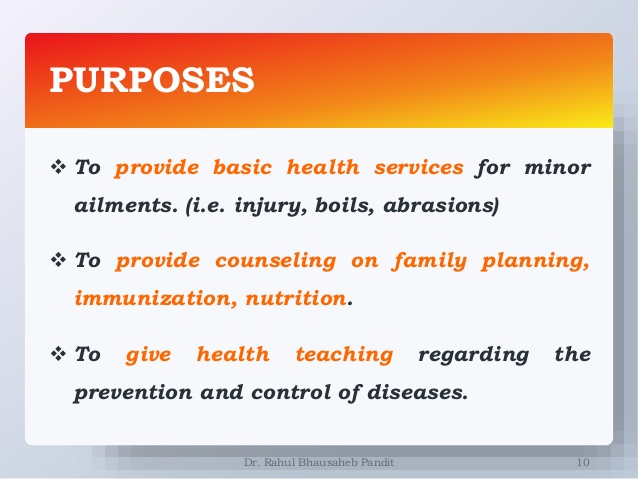 PURPOSES
❖ To provide basic health services for minor
ailments. (i.e. injury, boils, abrasions)
❖ To provide counseling on family planning,
immunization, nutrition.
❖ To give health teaching regarding the
prevention and control of diseases.
Dr. Rahul Bhausaheb Pandit 10